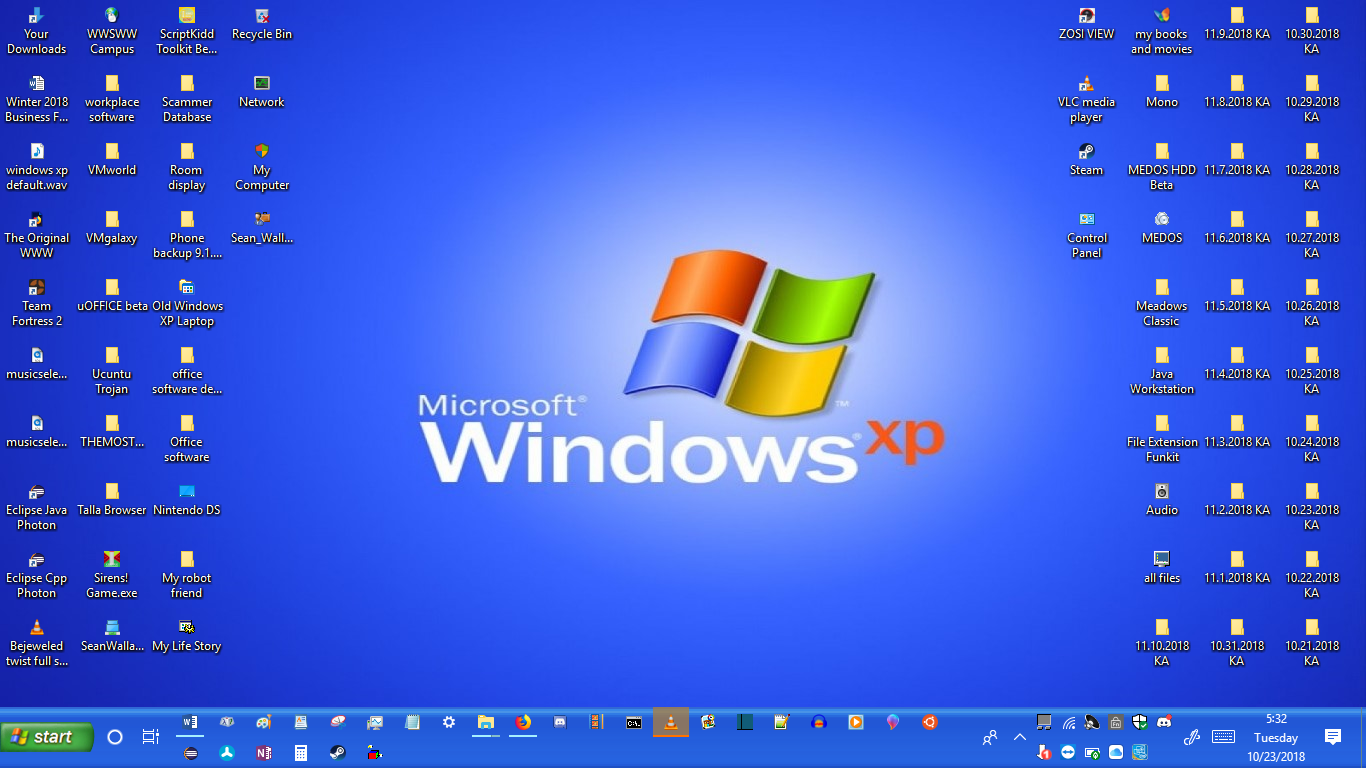 Your
Downloads
WWSWW
Campus
ScriptKidd
Toolkit Be...
Recycle Bin
ZOSI VIEW
my books
and movies
11.9.2018 KA
10.30.2018
KA
Winter 2018
Business F...
workplace
software
Scammer
Database
Network
VLC media
player
Mono
11.8.2018 KA
10.29.2018
KA
windows xp
default.wav
VMworld
Room
display
My
Computer
Steam
MEDOS HDD
Beta
11.7.2018 KA
10.28.2018
KA
The Original
WWW
VMgalaxy
Phone
backup 9.1....
Sean_Wall...
Control
Panel
MEDOS
11.6.2018 KA
10.27.2018
KA
Team
Fortress 2
uOFFICE beta
Old Windows
XP Laptop
Meadows
Classic
11.5.2018 KA
10.26.2018
KA
musicsele...
Ucuntu
Trojan
office
software de...
Java
Workstation
11.4.2018 KA
10.25.2018
KA
Microsoft®
Windows® xp
™
musicsele...
THEMOST...
Office
software
File Extension
Funkit
11.3.2018 KA
10.24.2018
KA
Eclipse Java
Photon
Talla Browser
Nintendo DS
Audio
11.2.2018 KA
10.23.2018
KA
Eclipse Cpp
Photon
Sirens!
Game.exe
My robot
friend
all files
11.1.2018 KA
10.22.2018
KA
Bejeweled
twist full s...
SeanWalla...
My Life Story
11.10.2018
KA
10.31.2018
KA
10.21.2018
KA
start
5:32
Tuesday
10/23/2018